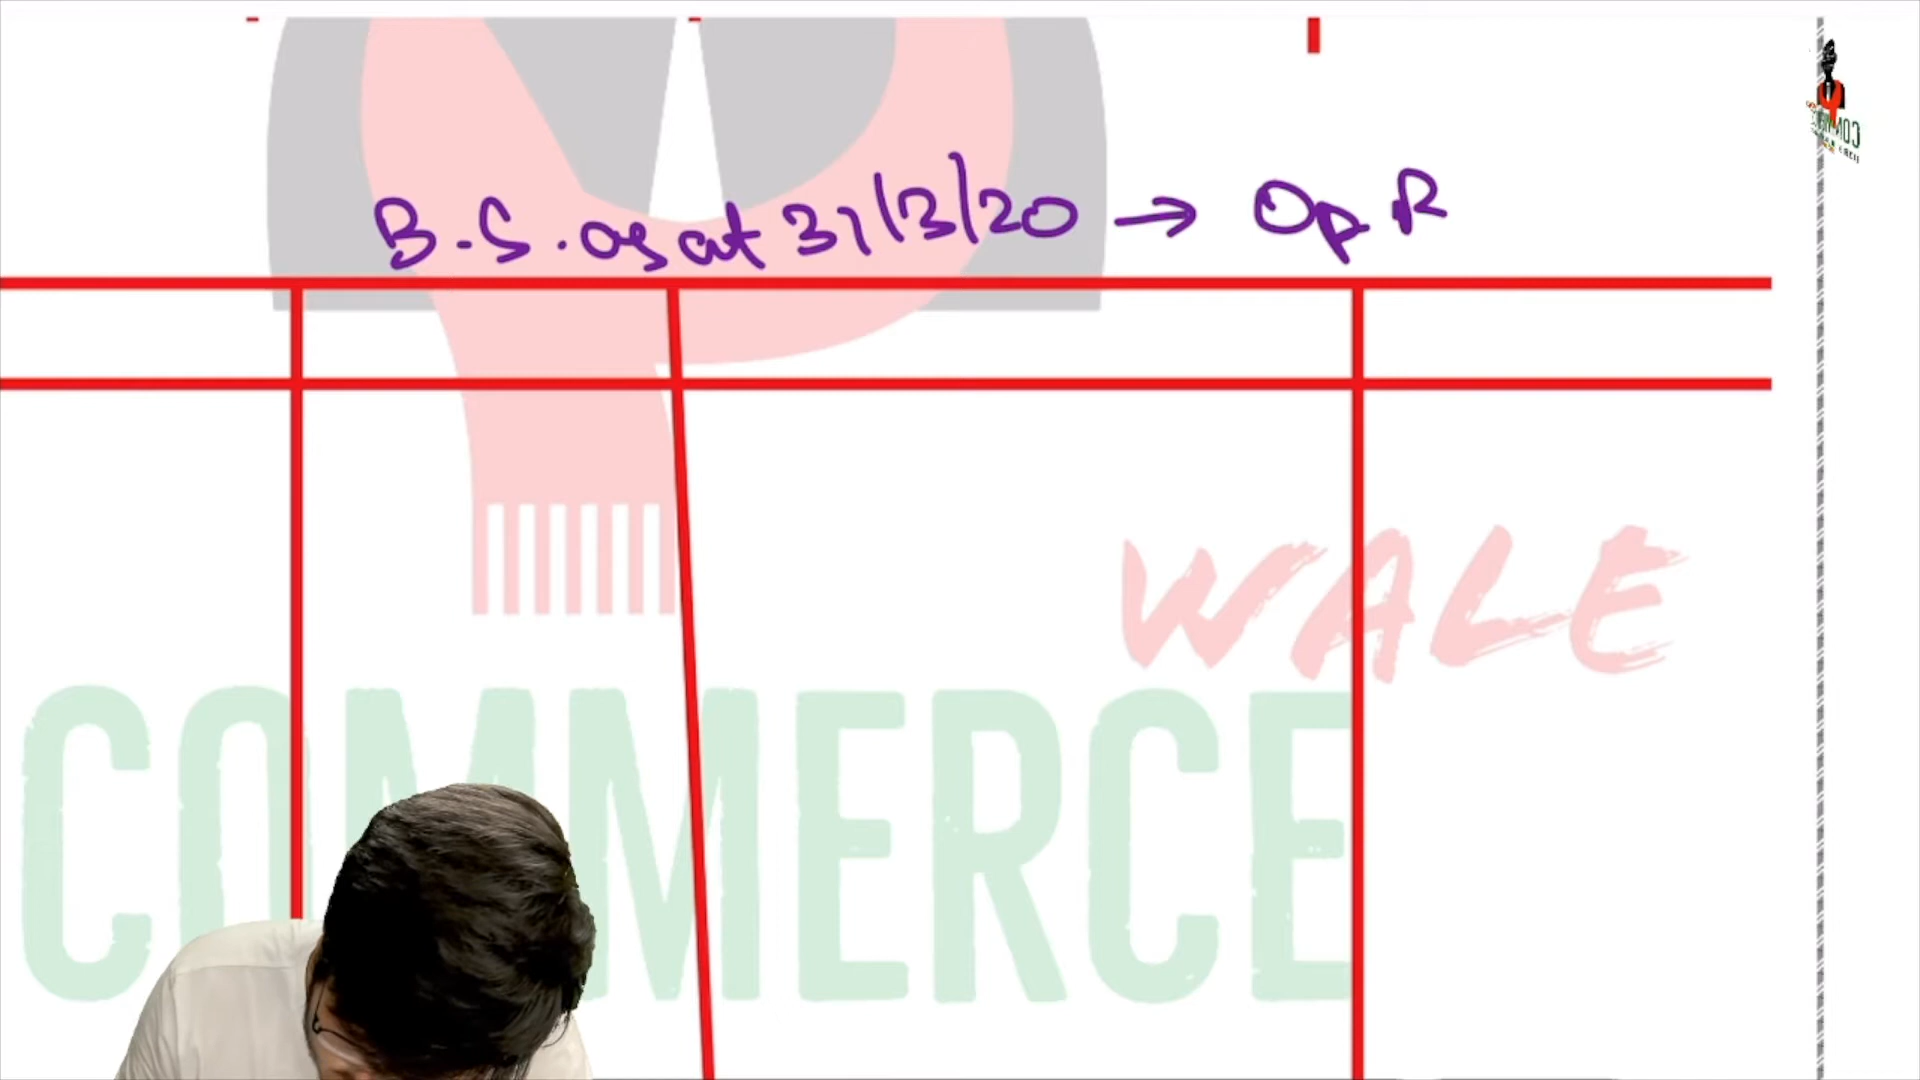 B.S. as at 31/3/20 → Op R
WALE
COMMERCE